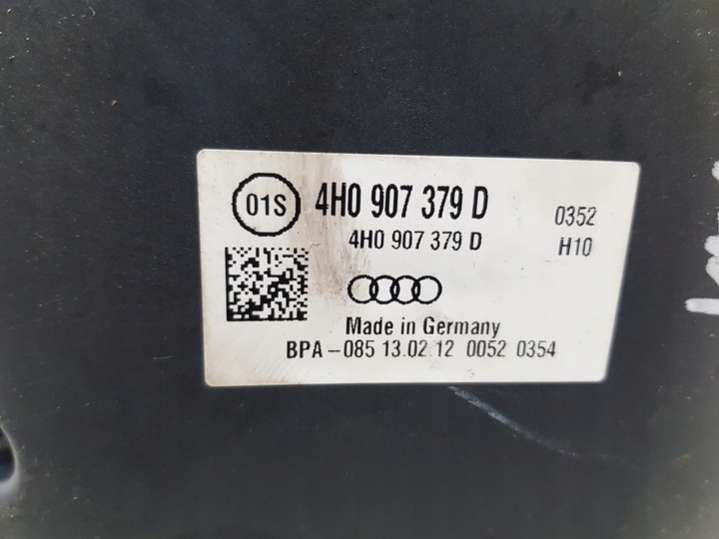 01S 4H0 907 379 D 0352
4H0 907 379 D H10
Made in Germany
BPA-085 13.02.12 0052 0354